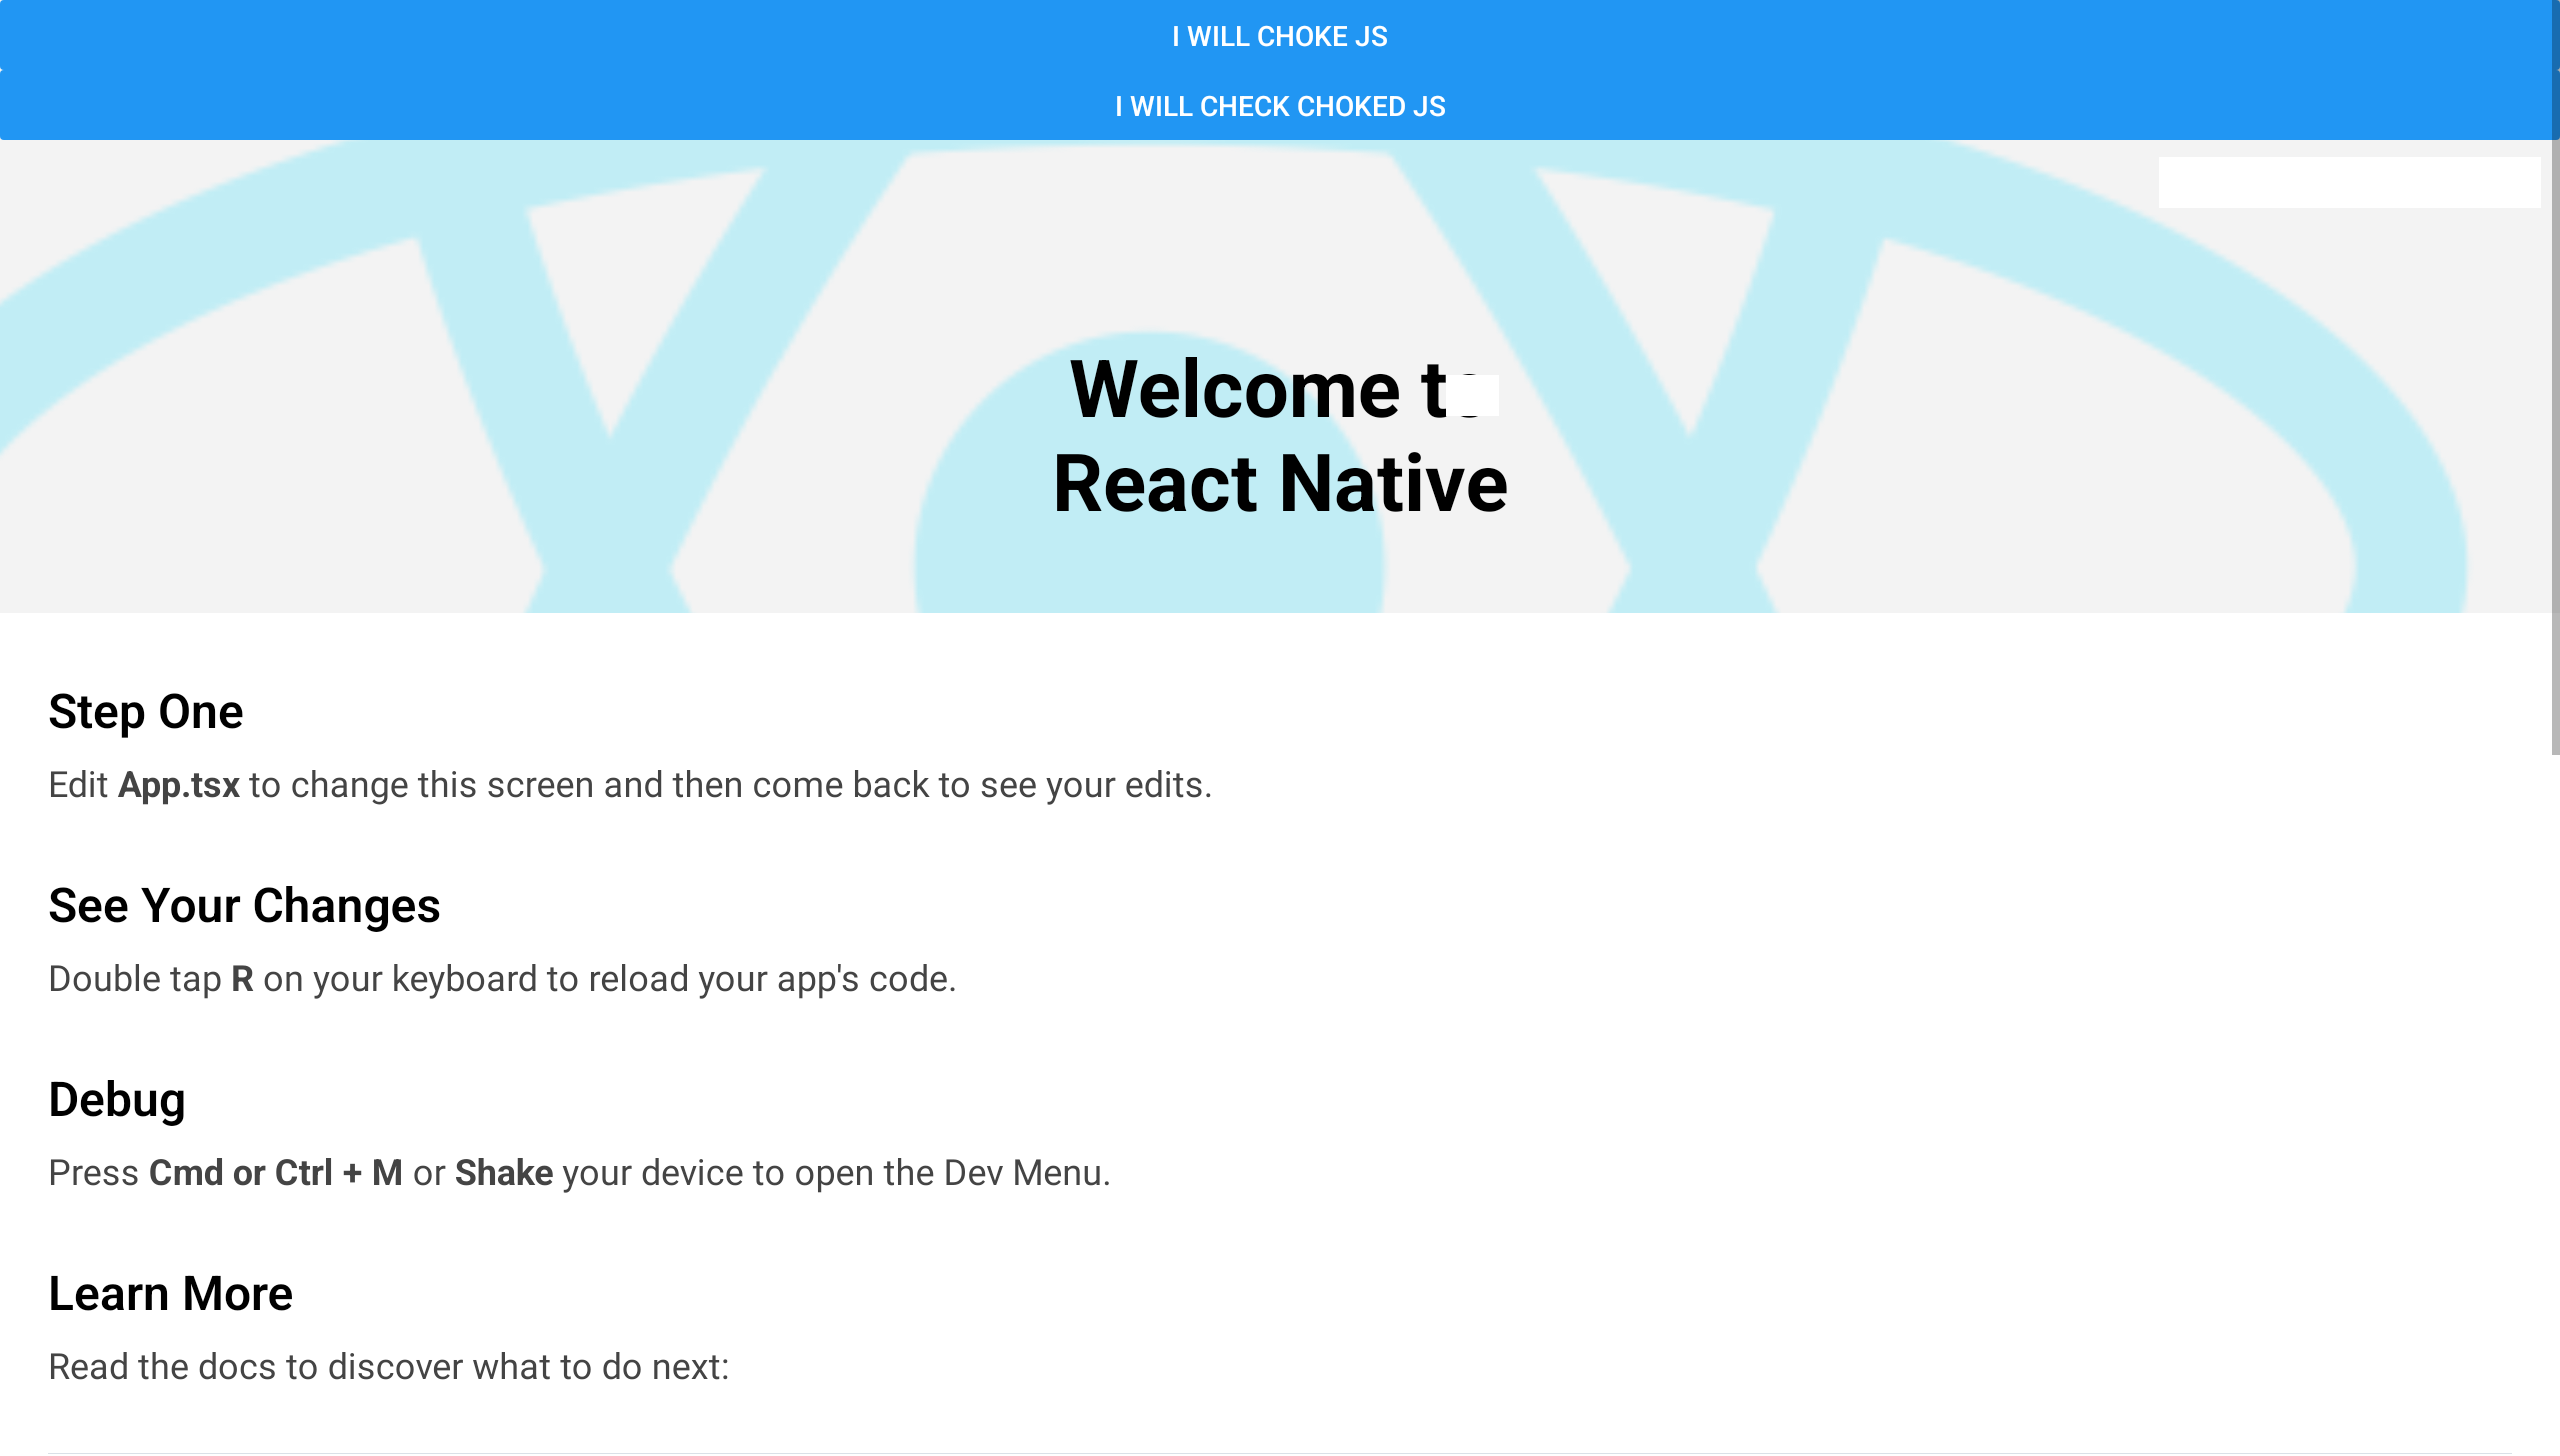 I WILL CHOKE JS
I WILL CHECK CHOKED JS
Welcome to
React Native
Step One
Edit App.tsx to change this screen and then come back to see your edits.
See Your Changes
Double tap R on your keyboard to reload your app's code.
Debug
Press Cmd or Ctrl + M or Shake your device to open the Dev Menu.
Learn More
Read the docs to discover what to do next: